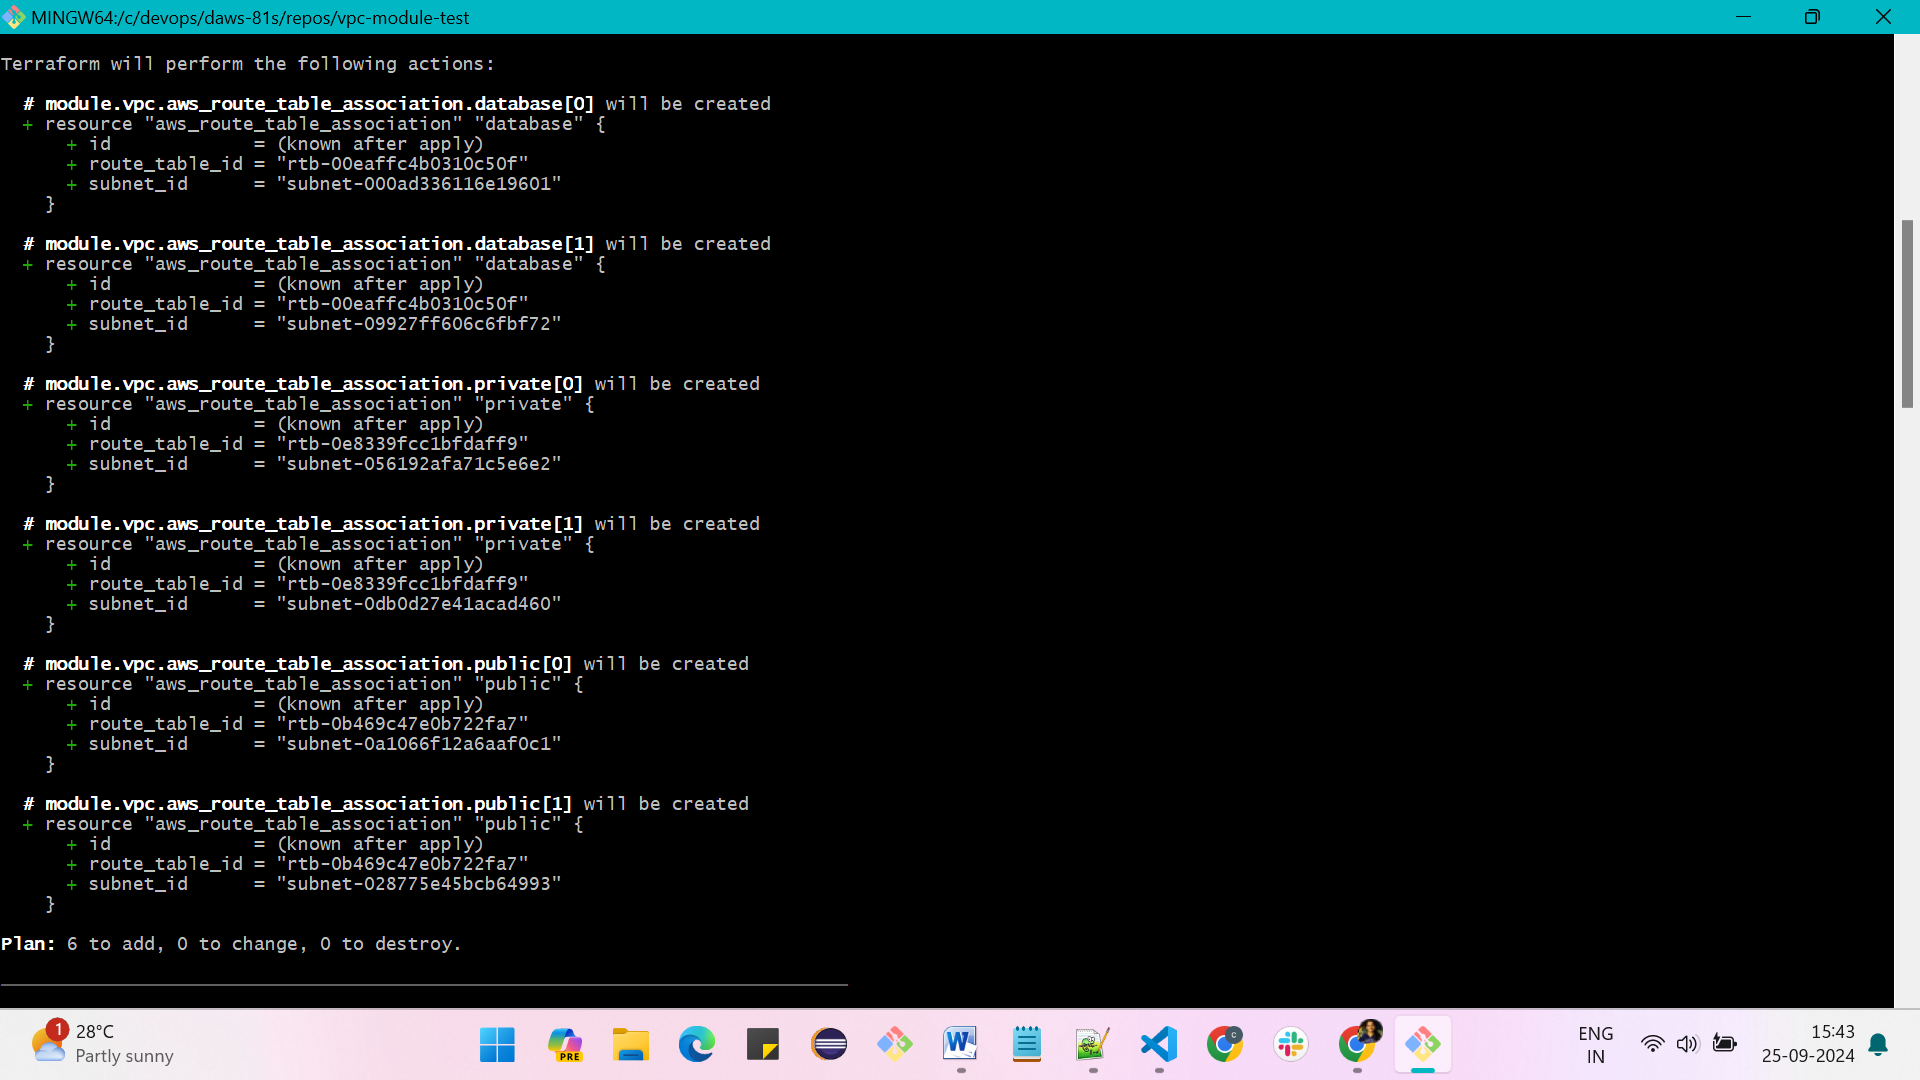 MINGW64:/c/devops/daws-81s/repos/vpc-module-test
Terraform will perform the following actions:
# module.vpc.aws_route_table_association.database[0] will be created
+ resource "aws_route_table_association" "database" {
+ id = (known after apply)
+ route_table_id = "rtb-00eaffc4b0310c50f"
+ subnet_id = "subnet-000ad336116e19601"
}
# module.vpc.aws_route_table_association.database[1] will be created
+ resource "aws_route_table_association" "database" {
+ id = (known after apply)
+ route_table_id = "rtb-00eaffc4b0310c50f"
+ subnet_id = "subnet-09927ff606c6fbf72"
}
# module.vpc.aws_route_table_association.private[0] will be created
+ resource "aws_route_table_association" "private" {
+ id = (known after apply)
+ route_table_id = "rtb-0e8339fcc1bfdaff9"
+ subnet_id = "subnet-056192afa71c5e6e2"
}
# module.vpc.aws_route_table_association.private[1] will be created
+ resource "aws_route_table_association" "private" {
+ id = (known after apply)
+ route_table_id = "rtb-0e8339fcc1bfdaff9"
+ subnet_id = "subnet-0db0d27e41acad460"
}
# module.vpc.aws_route_table_association.public[0] will be created
+ resource "aws_route_table_association" "public" {
+ id = (known after apply)
+ route_table_id = "rtb-0b469c47e0b722fa7"
+ subnet_id = "subnet-0a1066f12a6aaf0c1"
}
# module.vpc.aws_route_table_association.public[1] will be created
+ resource "aws_route_table_association" "public" {
+ id = (known after apply)
+ route_table_id = "rtb-0b469c47e0b722fa7"
+ subnet_id = "subnet-028775e45bcb64993"
}
Plan: 6 to add, 0 to change, 0 to destroy.
1
28°C
Partly sunny
PRE
W
C
ENG
IN
15:43
25-09-2024